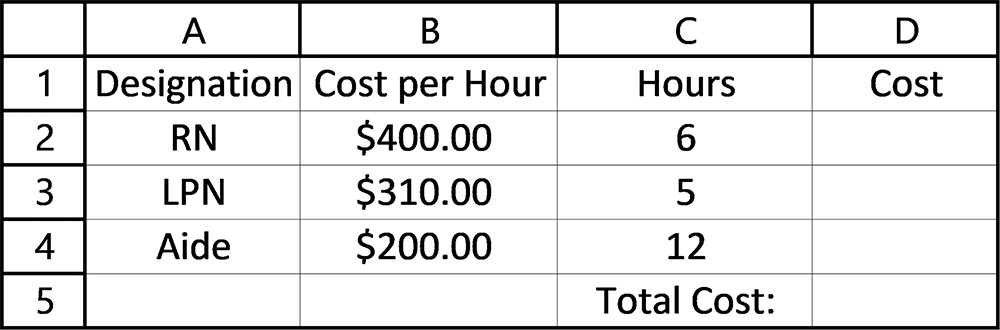 A B C D
1 Designation Cost per Hour Hours Cost
2 RN $400.00 6
3 LPN $310.00 5
4 Aide $200.00 12
5 Total Cost: